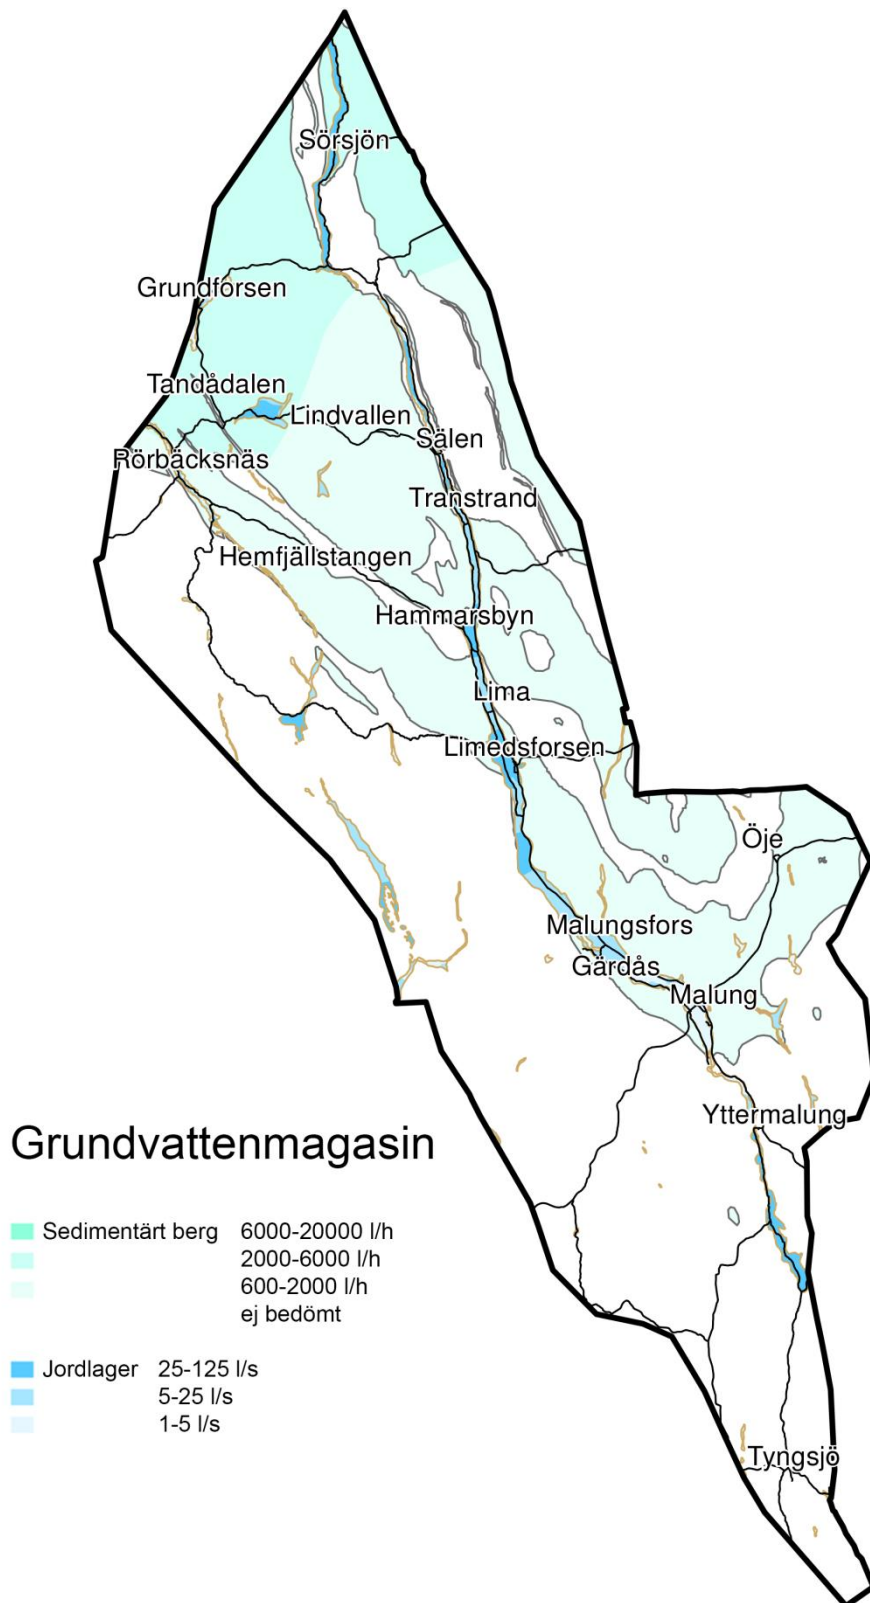 Sörsjön
Grundforsen
Tandådalen
Lindvallen
Sälen
Rörbäcksnäs
Transtrand
Hemfjällstangen
Hammarsbyn
Lima
Limedsforsen
Öje
Malungsfors
Gärdås
Malung
Yttermalung
Grundvattenmagasin
Sedimentärt berg 6000-20000 l/h
2000-6000 l/h
600-2000 l/h
ej bedömt
Jordlager 25-125 l/s
5-25 l/s
1-5 l/s
Tyngsjö